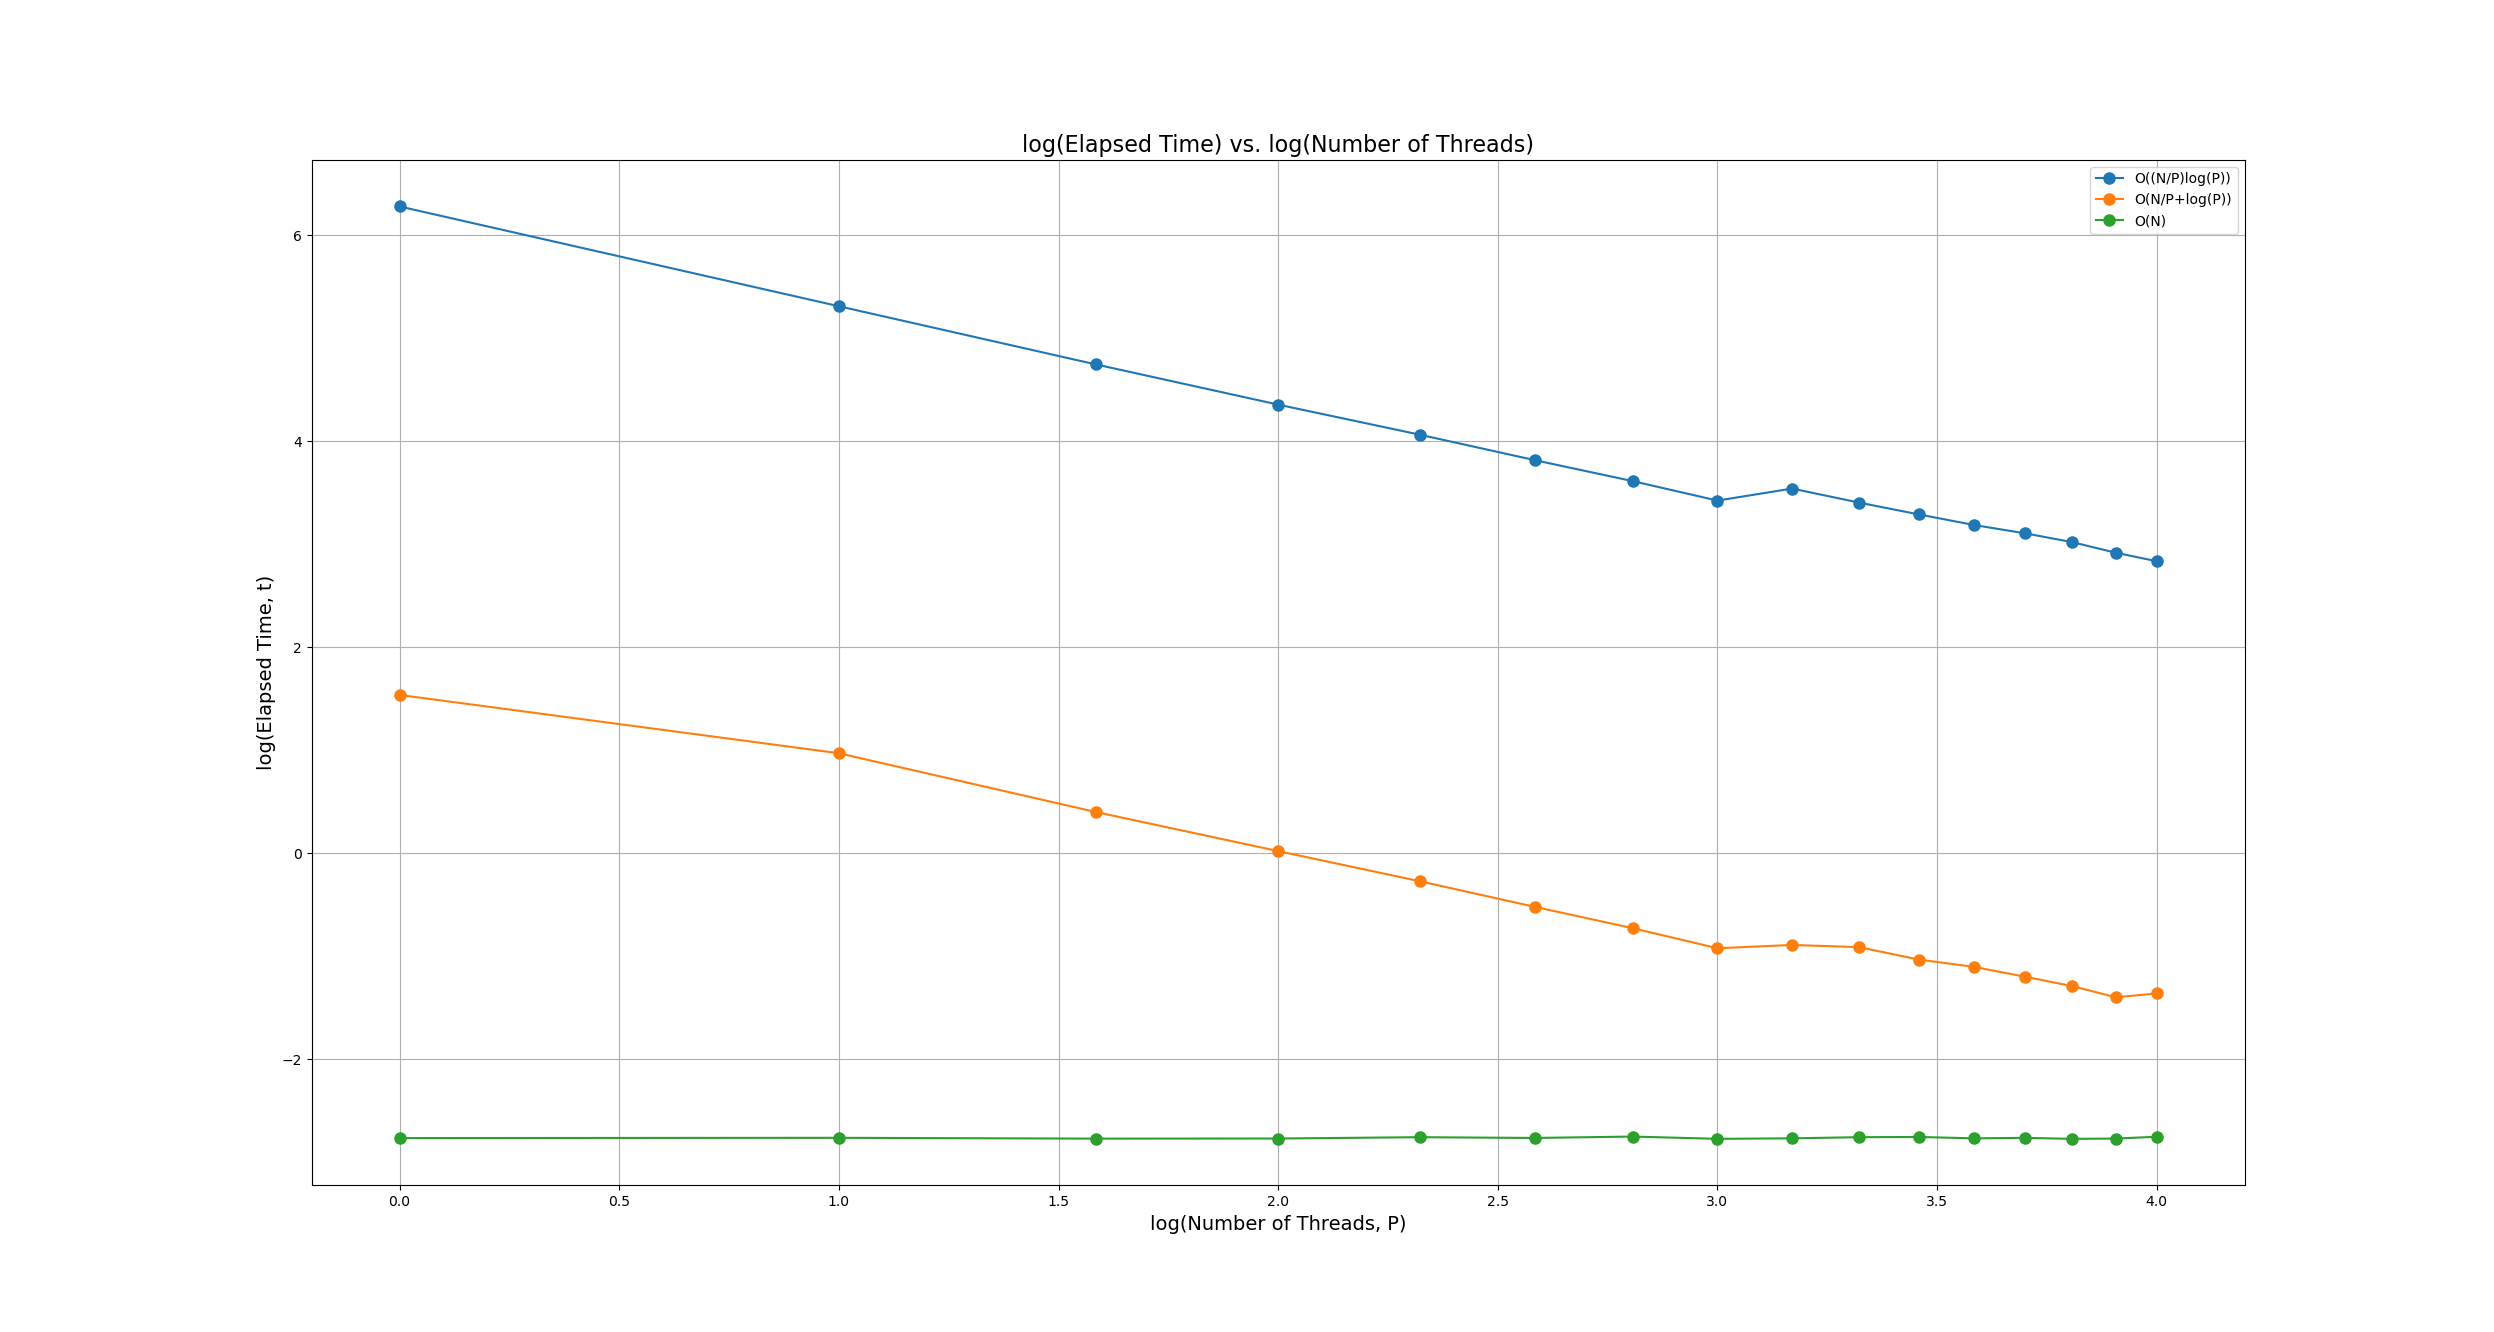 log(Elapsed Time) vs. log(Number of Threads)
O((N/P)log(P))
O(N/P+log(P))
O(N)
log(Elapsed Time, t)
6
4
2
0
−2
0.0
0.5
1.0
1.5
2.0
2.5
3.0
3.5
4.0
log(Number of Threads, P)